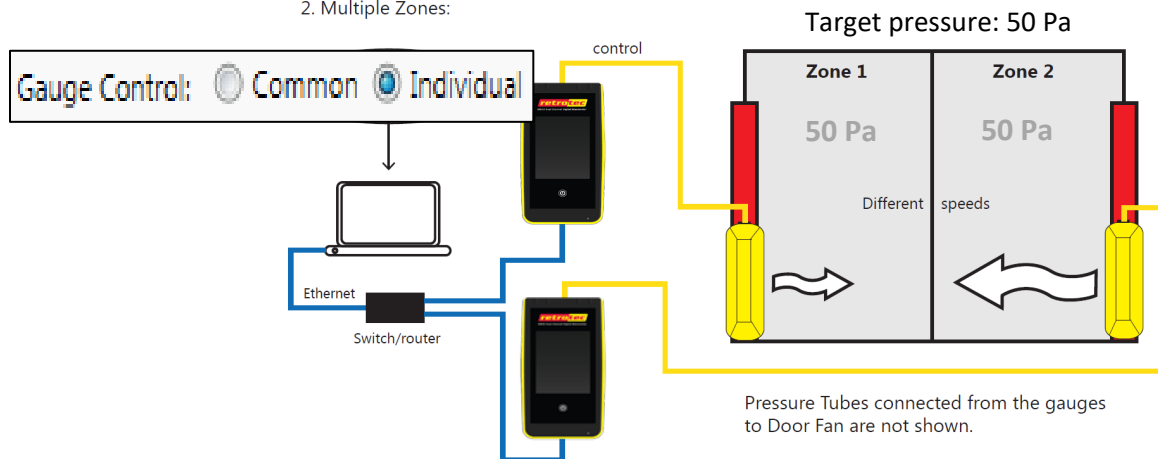 2. Multiple Zones:
Gauge Control: Common Individual
control
retrotec
Ethernet
Switch/router
retrotec
Target pressure: 50 Pa
Zone 1
Zone 2
50 Pa
50 Pa
Different speeds
Pressure Tubes connected from the gauges
to Door Fan are not shown.